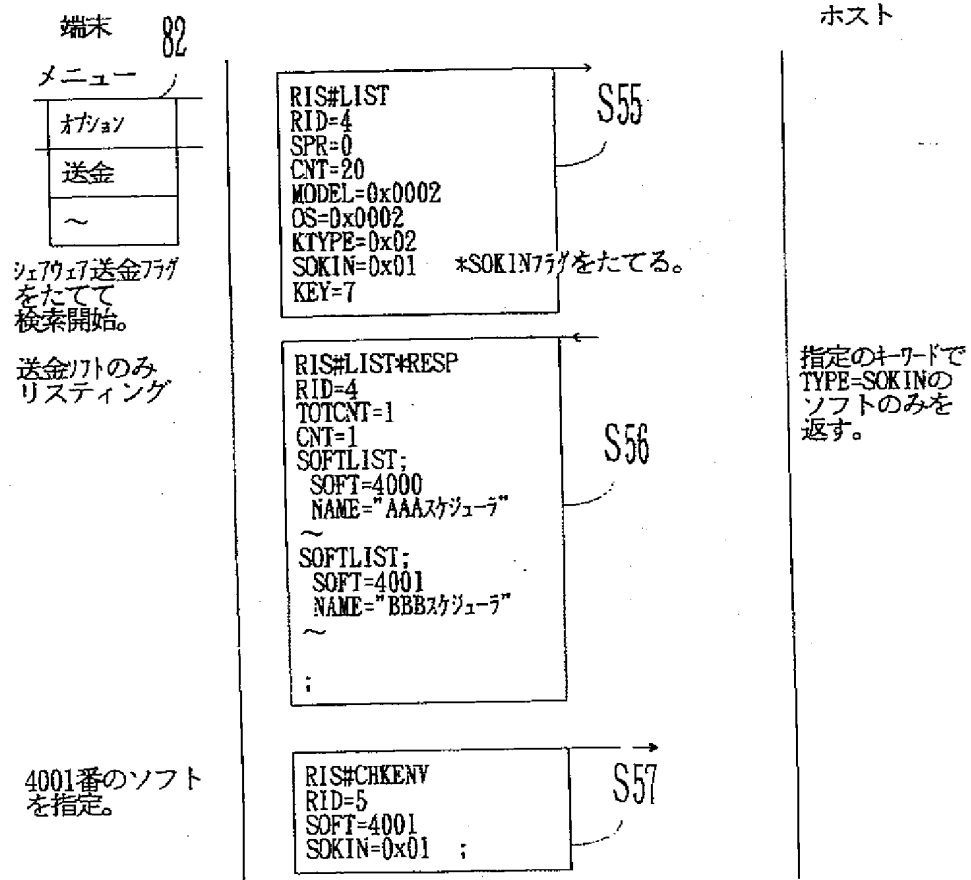 端末
82
ホスト
メニュー
オプション
送金
～
シェアウェア送金フラグ
をたてて
検索開始。
RIS#LIST
RID=4
SPR=0
CNT=20
MODEL=0x0002
OS=0x0002
KTYPE=0x02
SOKIN=0x01 *SOKINフラグをたてる。
KEY=7
S55
送金ソフトのみ
リスティング
RIS#LIST*RESP
RID=4
TOTCNT=1
CNT=1
SOFTLIST;
SOFT=4000
NAME="AAAスケジューラ"
～
SOFTLIST;
SOFT=4001
NAME="BBBスケジューラ"
～
;
S56
指定のキーワードで
TYPE=SOKINの
ソフトのみを
返す。
4001番のソフト
を指定。
RIS#CHKENV
RID=5
SOFT=4001
SOKIN=0x01 ;
S57